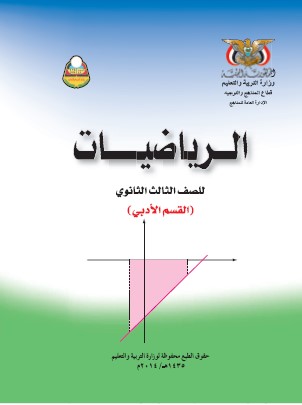 الجمهورية اليمنية
وزارة التربية والتعليم
قطاع المناهج والتوجيه
الإدارة العامة للمناهج
الرياضيات
للصف الثالث الثانوي
(القسم الأدبي)
حقوق الطبع محفوظة لوزارة التربية والتعليم
١٤٣٥هـ/٢٠١٤م